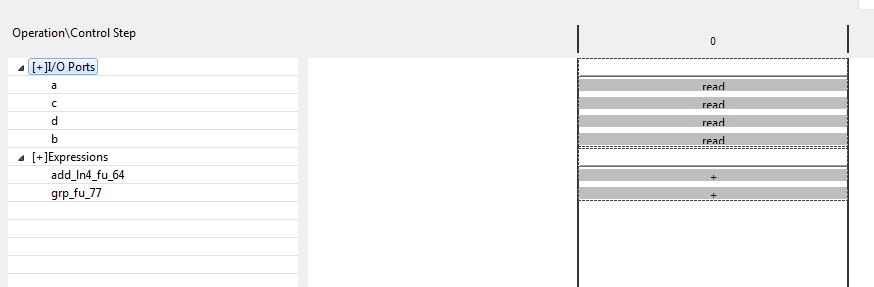 Operation\Control Step
0
[+]I/O Ports
a
read
c
read
d
read
b
read
[+]Expressions
add_ln4_fu_64
+
grp_fu_77
+